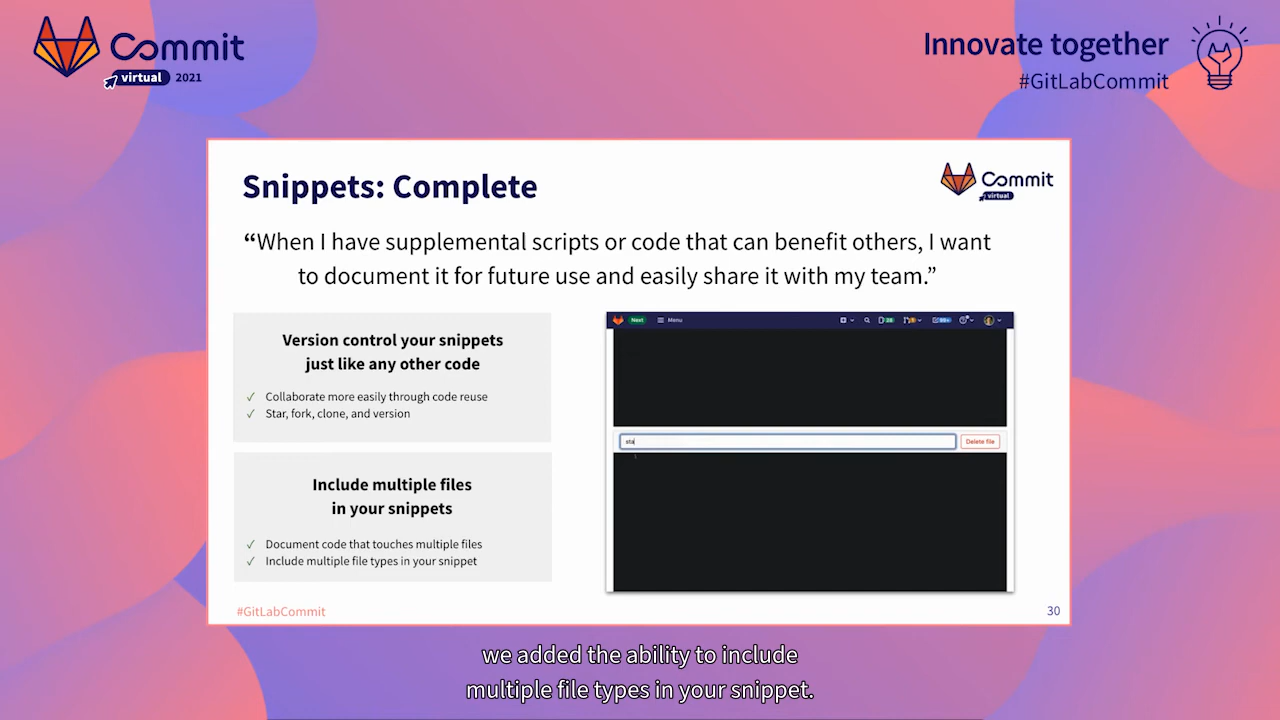 Commit
virtual 2021
Innovate together
#GitLabCommit
Snippets: Complete
Commit
virtual
“When I have supplemental scripts or code that can benefit others, I want
to document it for future use and easily share it with my team.”
Version control your snippets
just like any other code
✓ Collaborate more easily through code reuse
✓ Star, fork, clone, and version
Include multiple files
in your snippets
✓ Document code that touches multiple files
✓ Include multiple file types in your snippet
Next Menu
sta
Delete file
#GitLabCommit
30
we added the ability to include
multiple file types in your snippet.